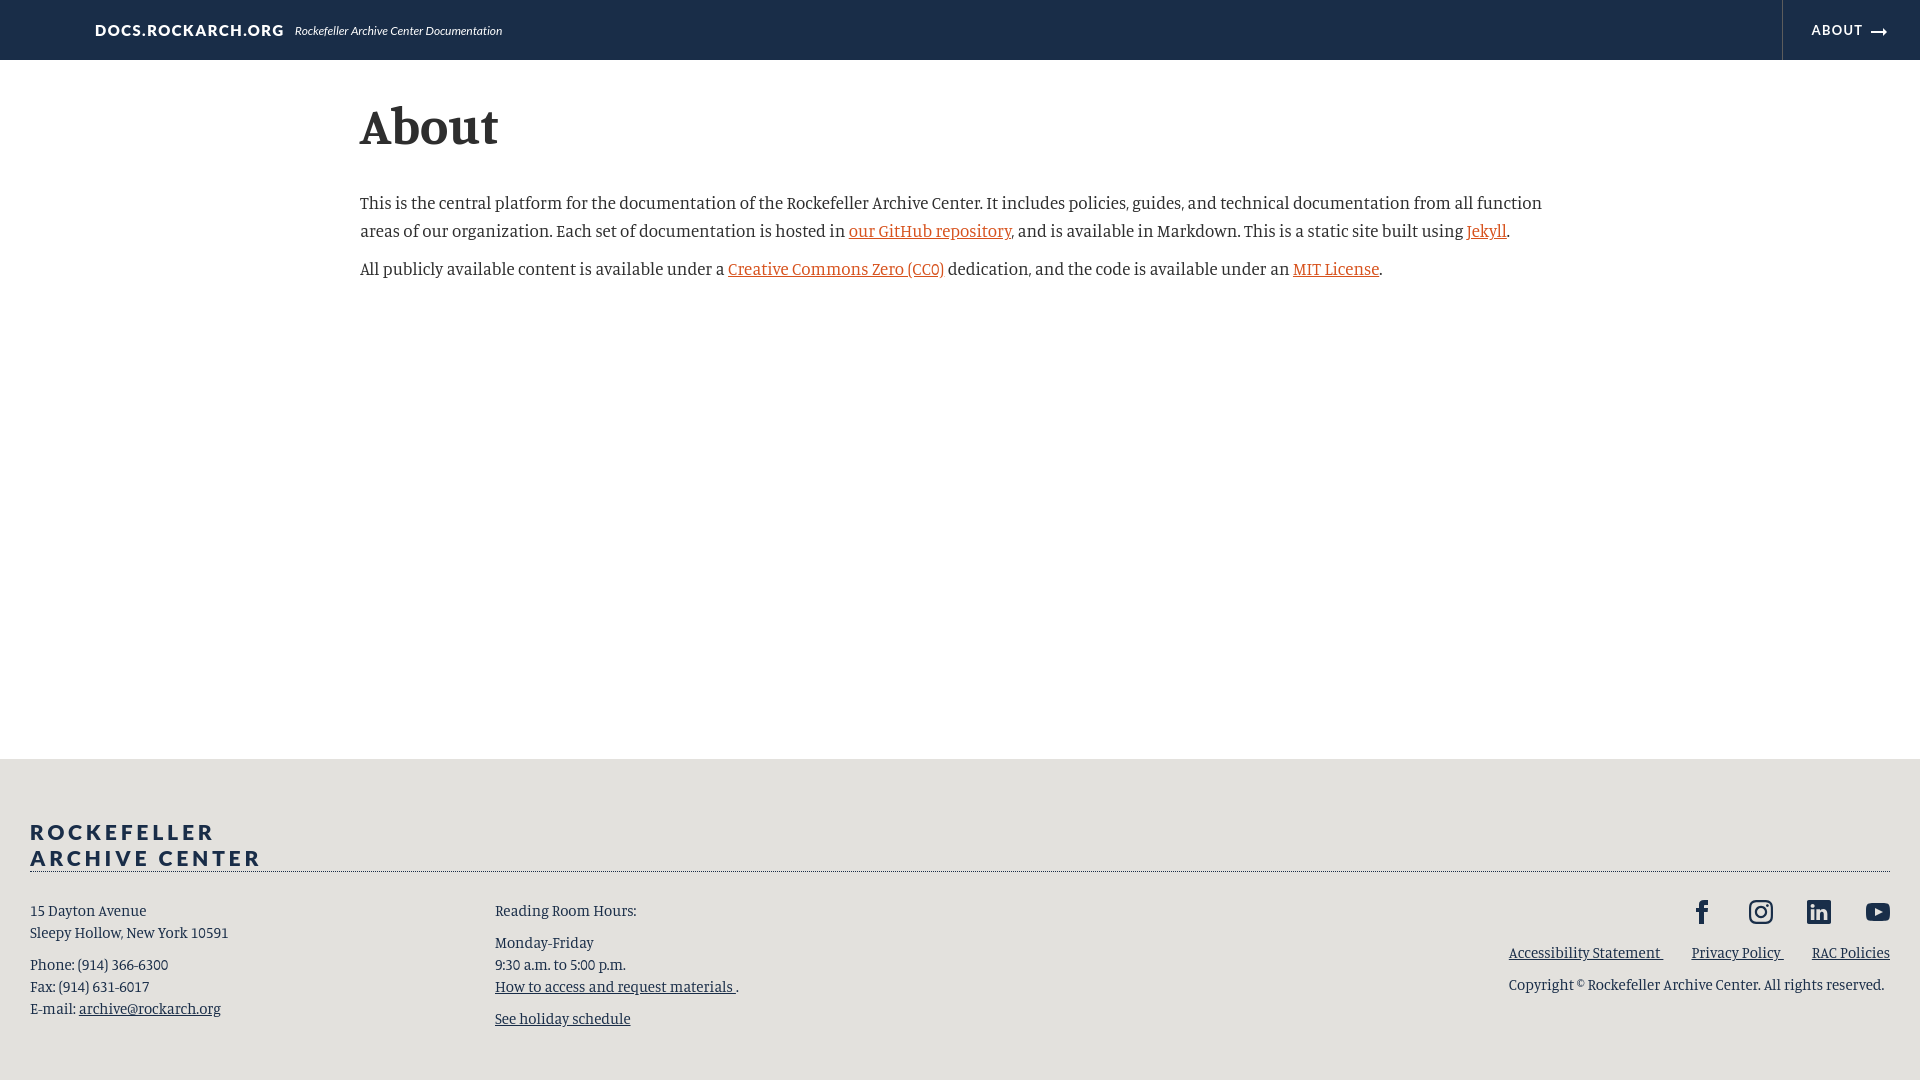 DOCS.ROCKARCH.ORG Rockefeller Archive Center Documentation
ABOUT
About
This is the central platform for the documentation of the Rockefeller Archive Center. It includes policies, guides, and technical documentation from all function
areas of our organization. Each set of documentation is hosted in our GitHub repository, and is available in Markdown. This is a static site built using Jekyll.
All publicly available content is available under a Creative Commons Zero (CC0) dedication, and the code is available under an MIT License.
ROCKEFELLER
ARCHIVE CENTER
15 Dayton Avenue
Sleepy Hollow, New York 10591
Phone: (914) 366-6300
Fax: (914) 631-6017
E-mail: archive@rockarch.org
Reading Room Hours:
Monday-Friday
9:30 a.m. to 5:00 p.m.
How to access and request materials .
See holiday schedule
Accessibility Statement Privacy Policy RAC Policies
Copyright © Rockefeller Archive Center. All rights reserved.